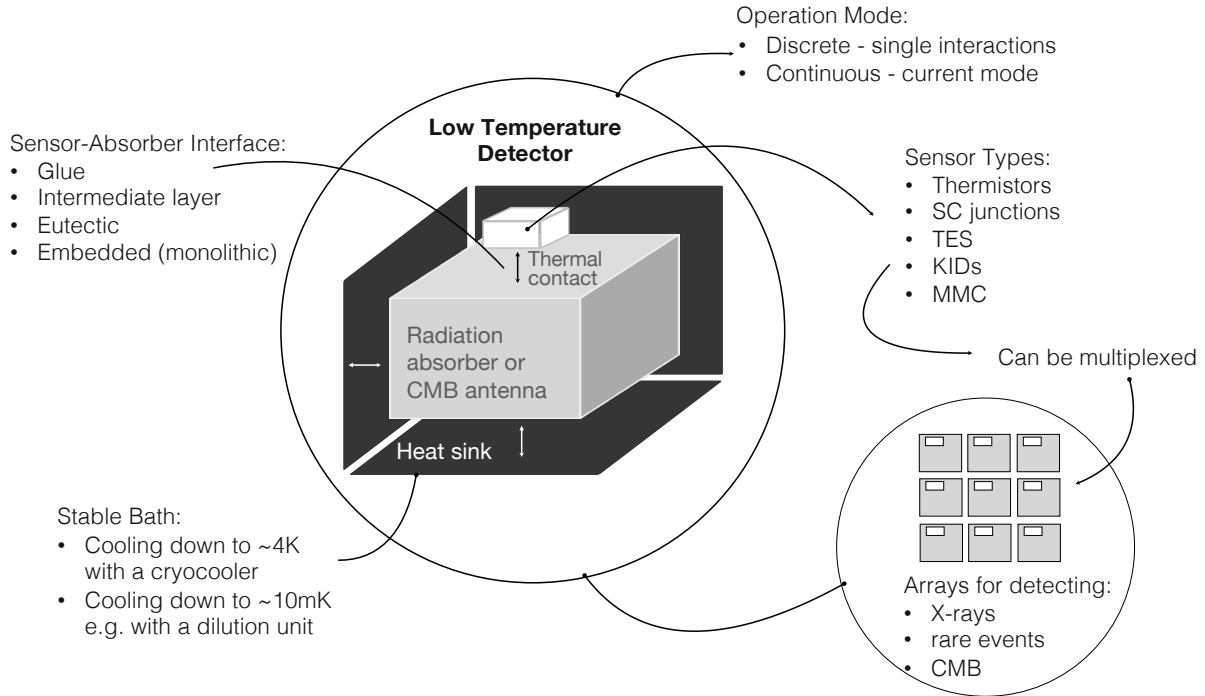 Operation Mode:
• Discrete - single interactions
• Continuous - current mode
Low Temperature
Detector
Sensor-Absorber Interface:
• Glue
• Intermediate layer
• Eutectic
• Embedded (monolithic)
Sensor Types:
• Thermistors
• SC junctions
• TES
• KIDs
• MMC
Thermal
contact
Radiation
absorber or
CMB antenna
Heat sink
Can be multiplexed
Stable Bath:
• Cooling down to ~4K
with a cryocooler
• Cooling down to ~10mK
e.g. with a dilution unit
Arrays for detecting:
• X-rays
• rare events
• CMB